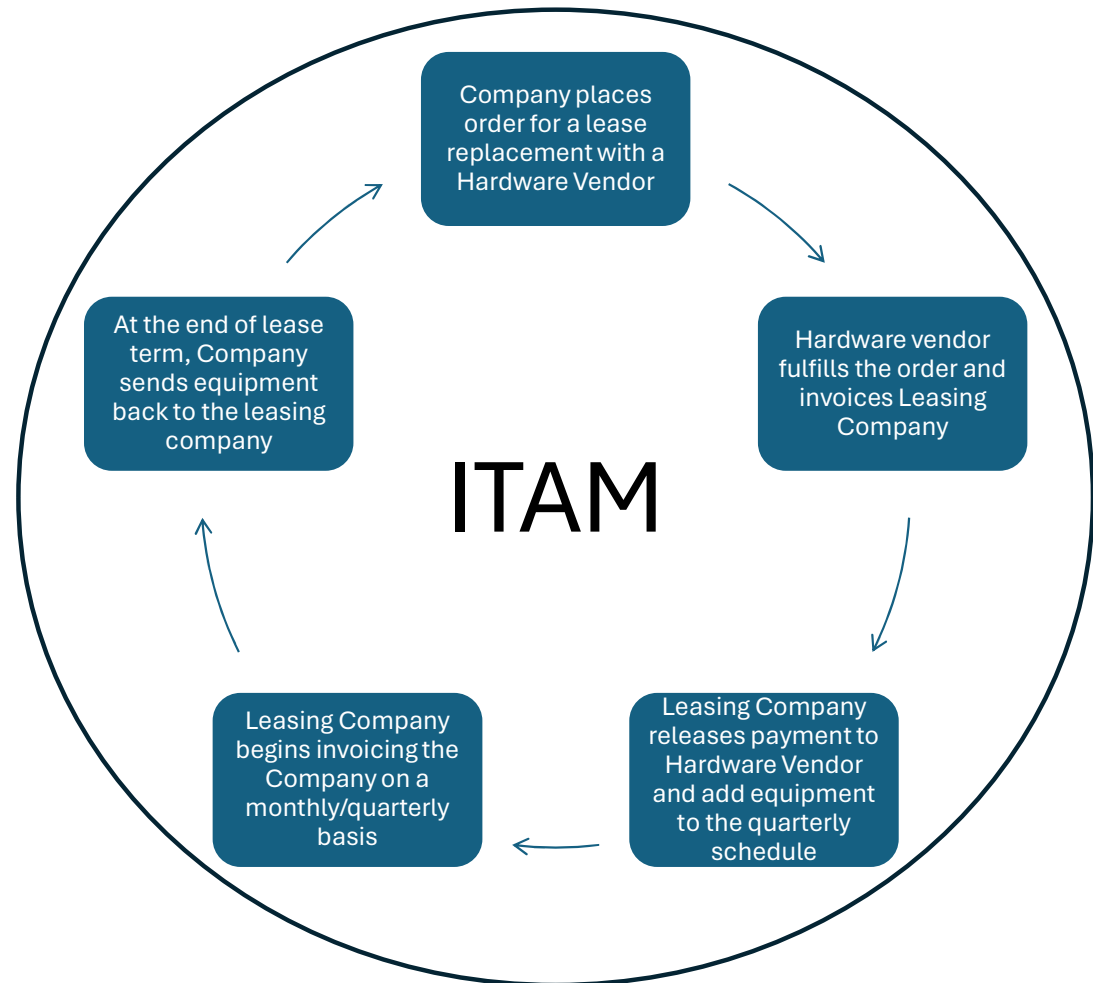 Company places
order for a lease
replacement with a
Hardware Vendor
Hardware vendor
fulfills the order and
invoices Leasing
Company
Leasing Company
releases payment to
Hardware Vendor
and add equipment
to the quarterly
schedule
Leasing Company
begins invoicing the
Company on a
monthly/quarterly
basis
At the end of lease
term, Company
sends equipment
back to the leasing
company
ITAM